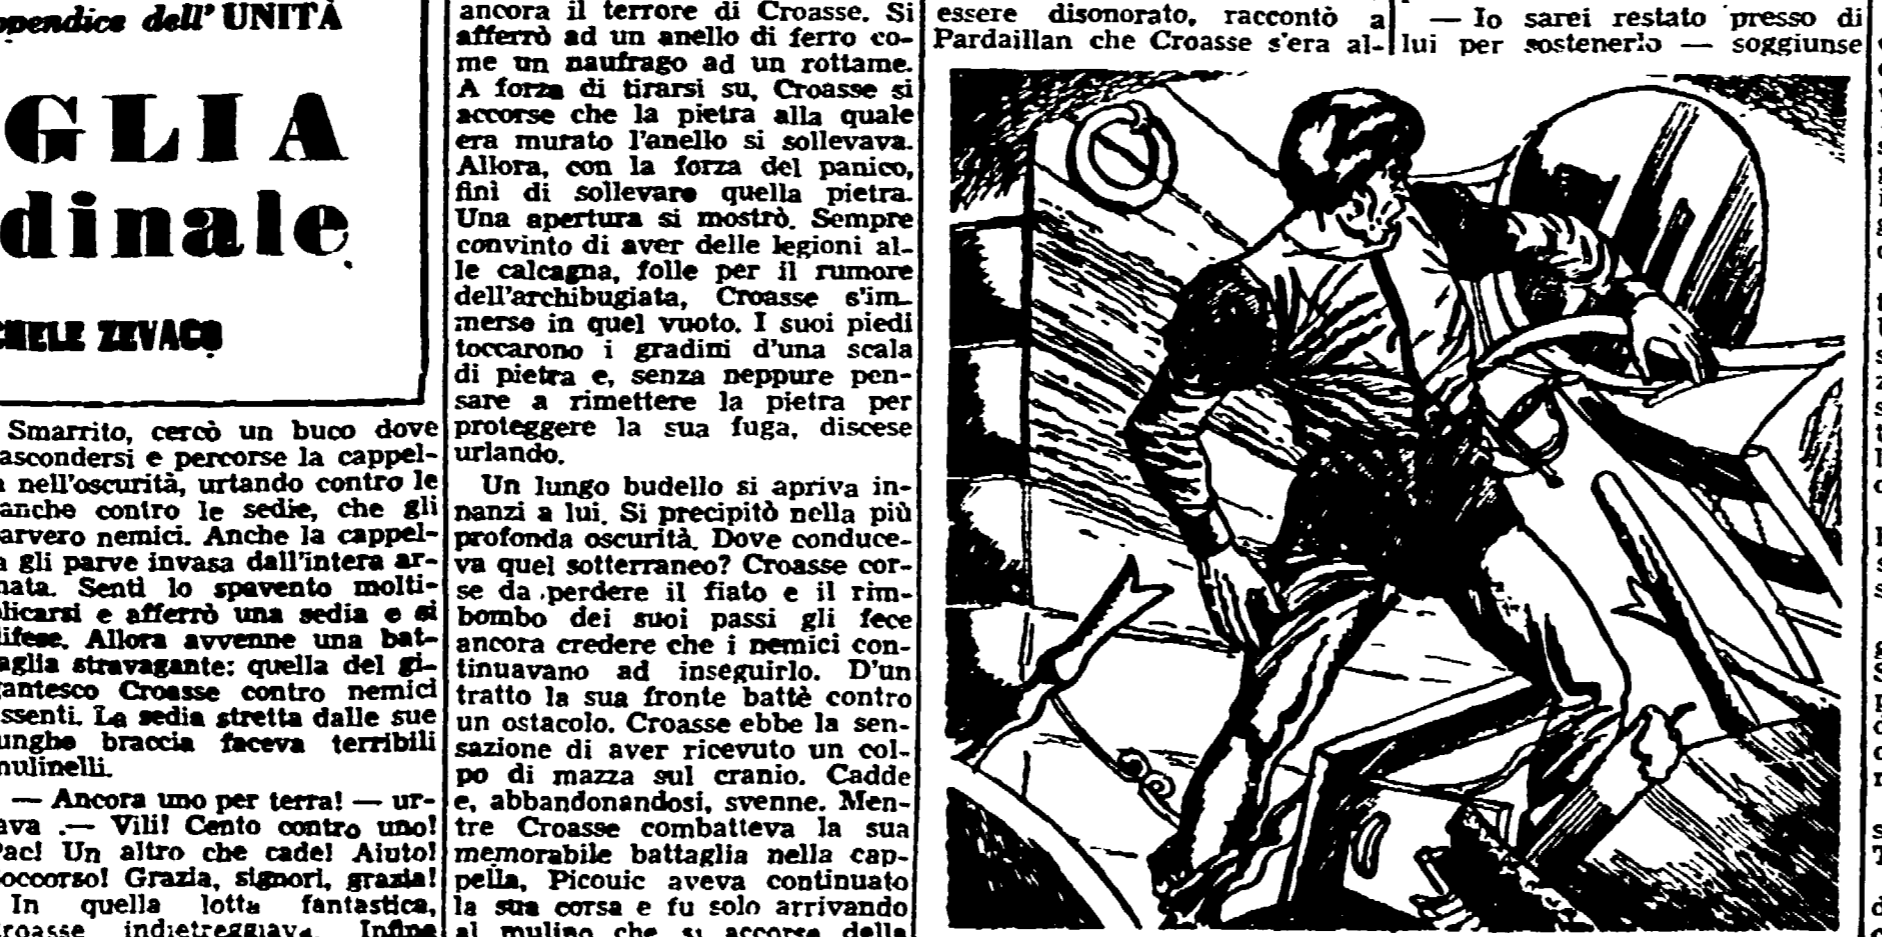 dell' UNITÀ
GLIA
dinale
ZEVACO
Smarrito, cercò un buco dove
ascondersi e percorse la cappel-
nell'oscurità, urtando contro le
anche contro le sedie, che gli
arvero nemici. Anche la cappel-
gli parve invasa dall'intera ar-
mata. Sentì lo spavento molti-
licarsi e afferrò una sedia e si
difese. Allora avvenne una bat-
aglia stravagante: quella del gi-
gantesco Croasse contro nemici
ssenti. La sedia stretta dalle sue
unghe braccia faceva terribili
mulinelli.
— Ancora uno per terra! — ur-
ava .— Vili! Cento contro uno!
Pac! Un altro che cade! Aiuto!
occorso! Grazia, signori, grazia!
In quella lotta fantastica,
roasse indietreggiava. Infine
ancora il terrore di Croasse. Si
afferrò ad un anello di ferro co-
me un naufrago ad un rottame.
A forza di tirarsi su, Croasse si
accorse che la pietra alla quale
era murato l'anello si sollevava.
Allora, con la forza del panico,
finì di sollevare quella pietra.
Una apertura si mostrò. Sempre
convinto di aver delle legioni al-
le calcagna, folle per il rumore
dell'archibugiata, Croasse s'im-
merse in quel vuoto. I suoi piedi
toccarono i gradini d'una scala
di pietra e, senza neppure pen-
sare a rimettere la pietra per
proteggere la sua fuga, discese
urlando.
Un lungo budello si apriva in-
nanzi a lui. Si precipitò nella più
profonda oscurità. Dove conduce-
va quel sotterraneo? Croasse cor-
se da perdere il fiato e il rim-
bombo dei suoi passi gli fece
ancora credere che i nemici con-
tinuavano ad inseguirlo. D'un
tratto la sua fronte battè contro
un ostacolo. Croasse ebbe la sen-
sazione di aver ricevuto un col-
po di mazza sul cranio. Cadde
e, abbandonandosi, svenne. Men-
tre Croasse combatteva la sua
memorabile battaglia nella cap-
pella, Picouic aveva continuato
la sua corsa e fu solo arrivando
al mulino che si accorse della
essere disonorato, raccontò a
Pardaillan che Croasse s'era al-
— Io sarei restato presso di
lui per sostenerlo — soggiunse